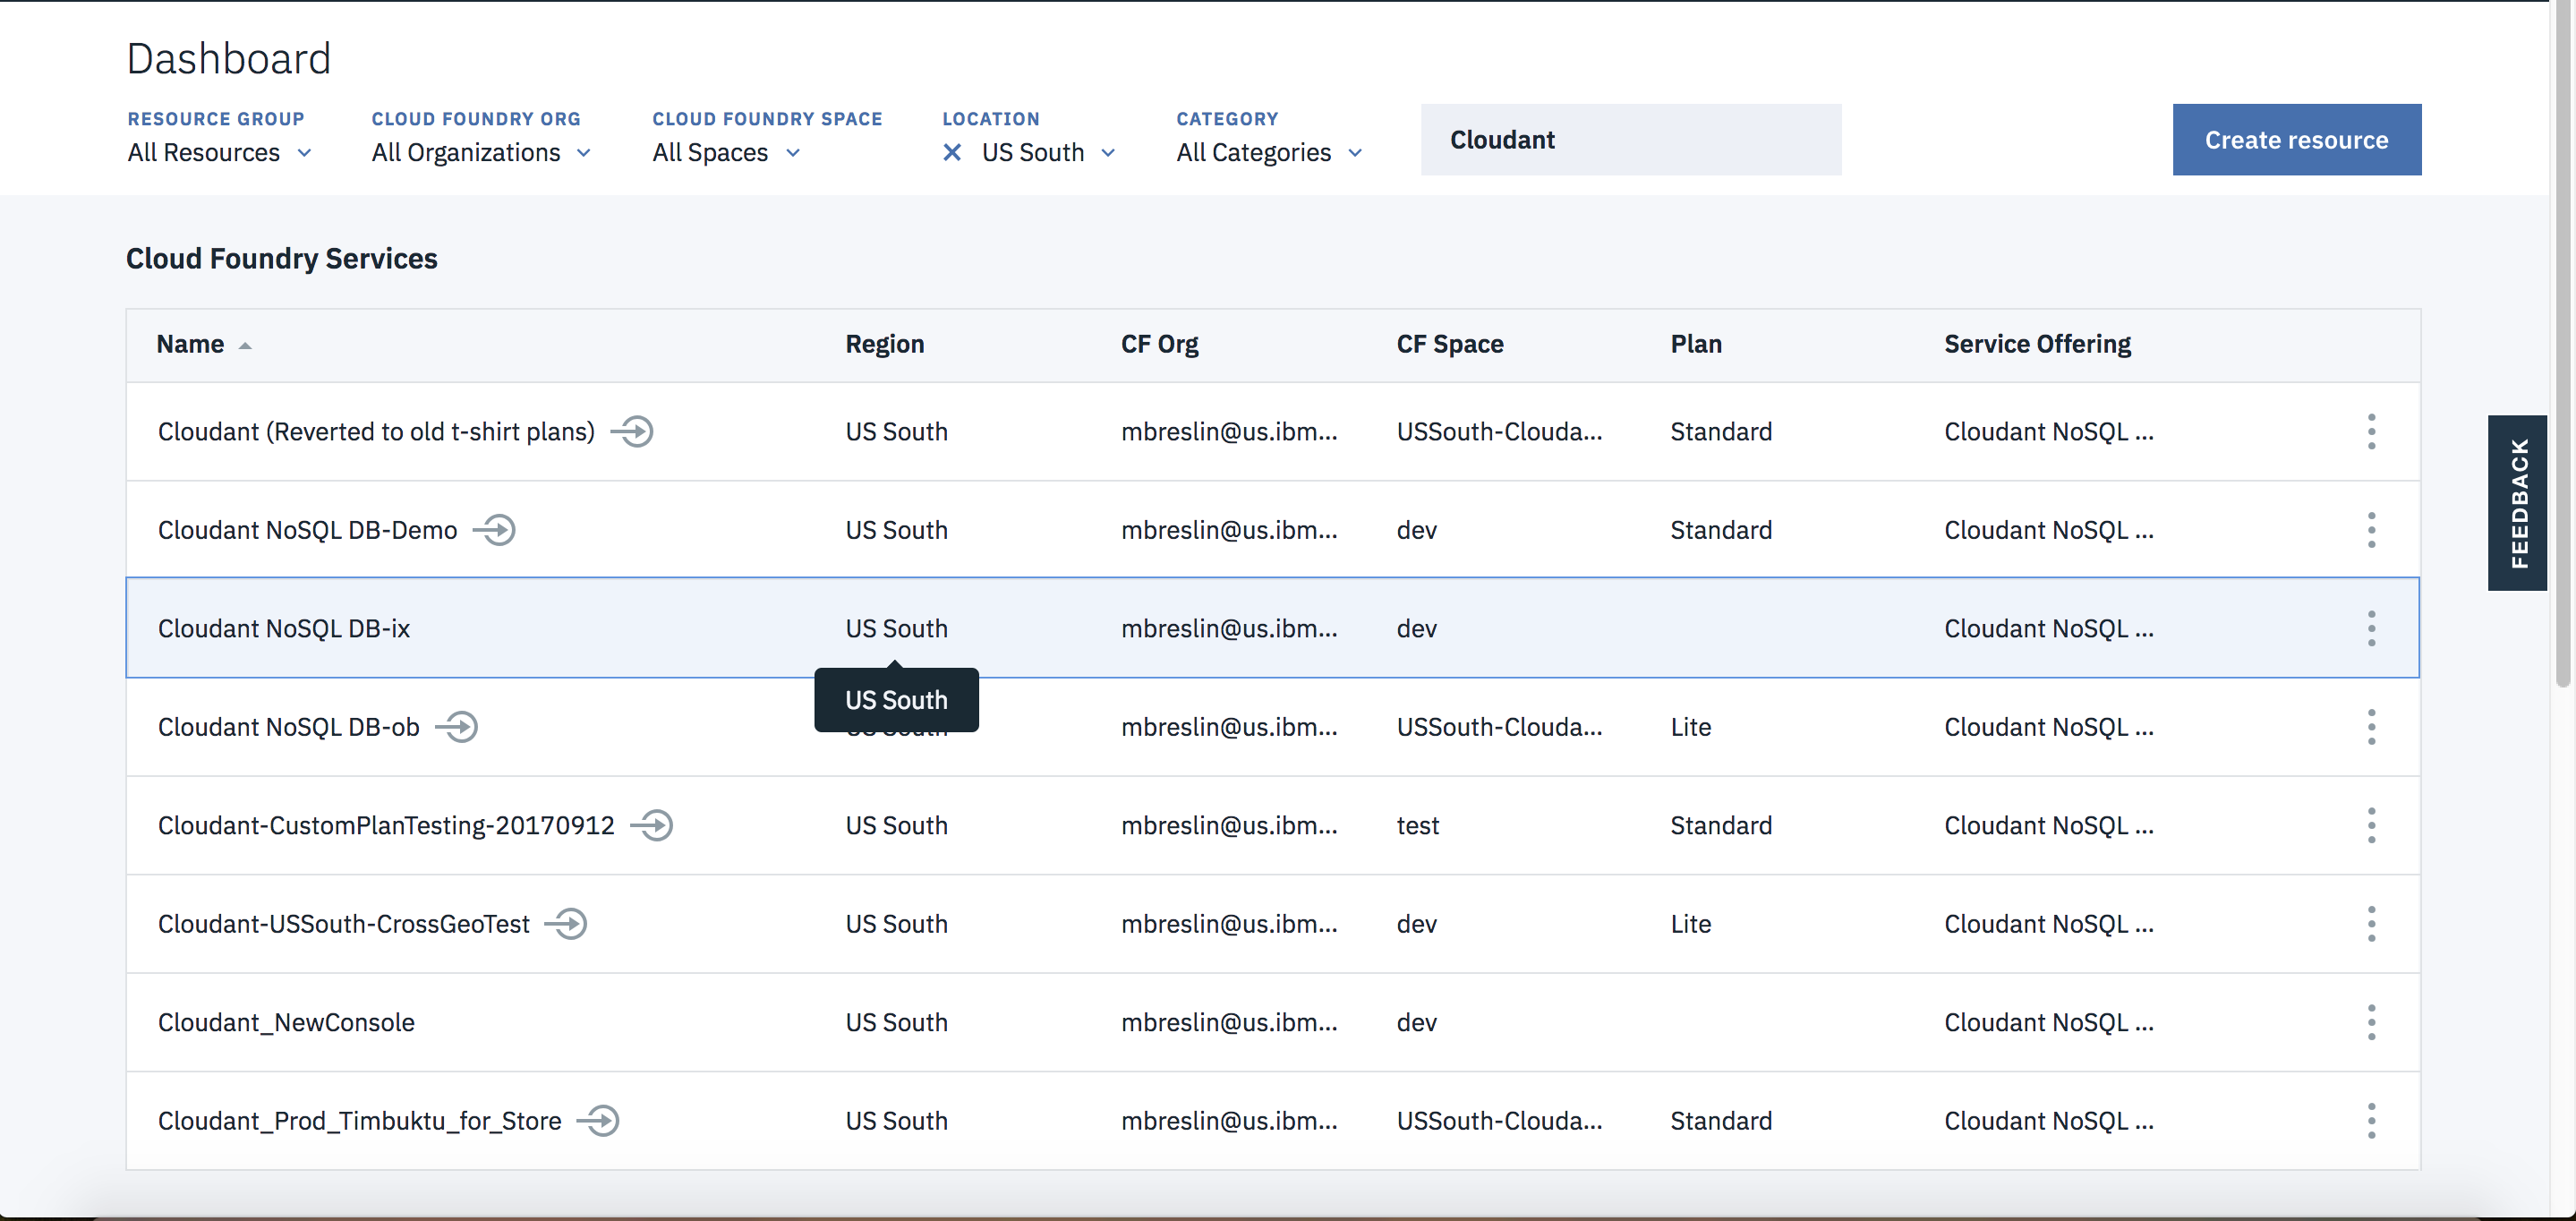 Dashboard
RESOURCE GROUP CLOUD FOUNDRY ORG CLOUD FOUNDRY SPACE LOCATION CATEGORY
All Resources All Organizations All Spaces US South All Categories Cloudant Create resource
Cloud Foundry Services
Name Region CF Org CF Space Plan Service Offering
Cloudant (Reverted to old t-shirt plans) US South mbreslin@us.ibm... USSouth-Clouda... Standard Cloudant NoSQL ...
Cloudant NoSQL DB-Demo US South mbreslin@us.ibm... dev Standard Cloudant NoSQL ...
FEEDBACK
Cloudant NoSQL DB-ix US South mbreslin@us.ibm... dev Cloudant NoSQL ...
US South
Cloudant NoSQL DB-ob mbreslin@us.ibm... USSouth-Clouda... Lite Cloudant NoSQL ...
Cloudant-CustomPlanTesting-20170912 US South mbreslin@us.ibm... test Standard Cloudant NoSQL ...
Cloudant-USSouth-CrossGeoTest US South mbreslin@us.ibm... dev Lite Cloudant NoSQL ...
Cloudant_NewConsole US South mbreslin@us.ibm... dev Cloudant NoSQL ...
Cloudant_Prod_Timbuktu_for_Store US South mbreslin@us.ibm... USSouth-Clouda... Standard Cloudant NoSQL ...